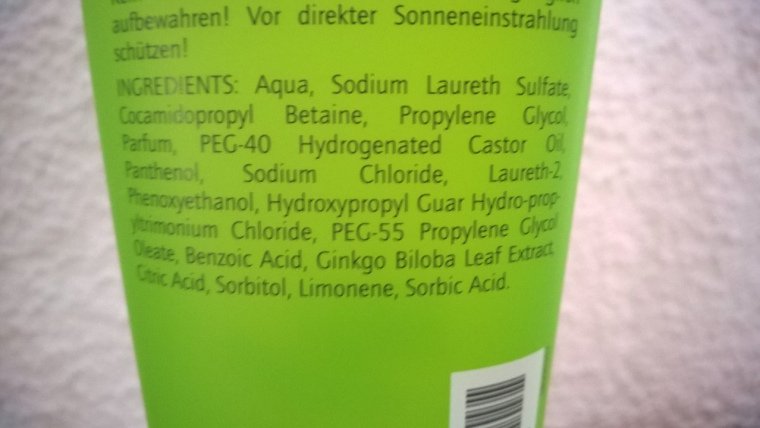 aufbewahren! Vor direkter Sonneneinstrahlung
schützen!
INGREDIENTS: Aqua, Sodium Laureth Sulfate,
Cocamidopropyl Betaine, Propylene Glycol,
Parfum, PEG-40 Hydrogenated Castor Oil,
Panthenol, Sodium Chloride, Laureth-2,
Phenoxyethanol, Hydroxypropyl Guar Hydro-prop-
yltrimonium Chloride, PEG-55 Propylene Glycol
Oleate, Benzoic Acid, Ginkgo Biloba Leaf Extract,
Citric Acid, Sorbitol, Limonene, Sorbic Acid.